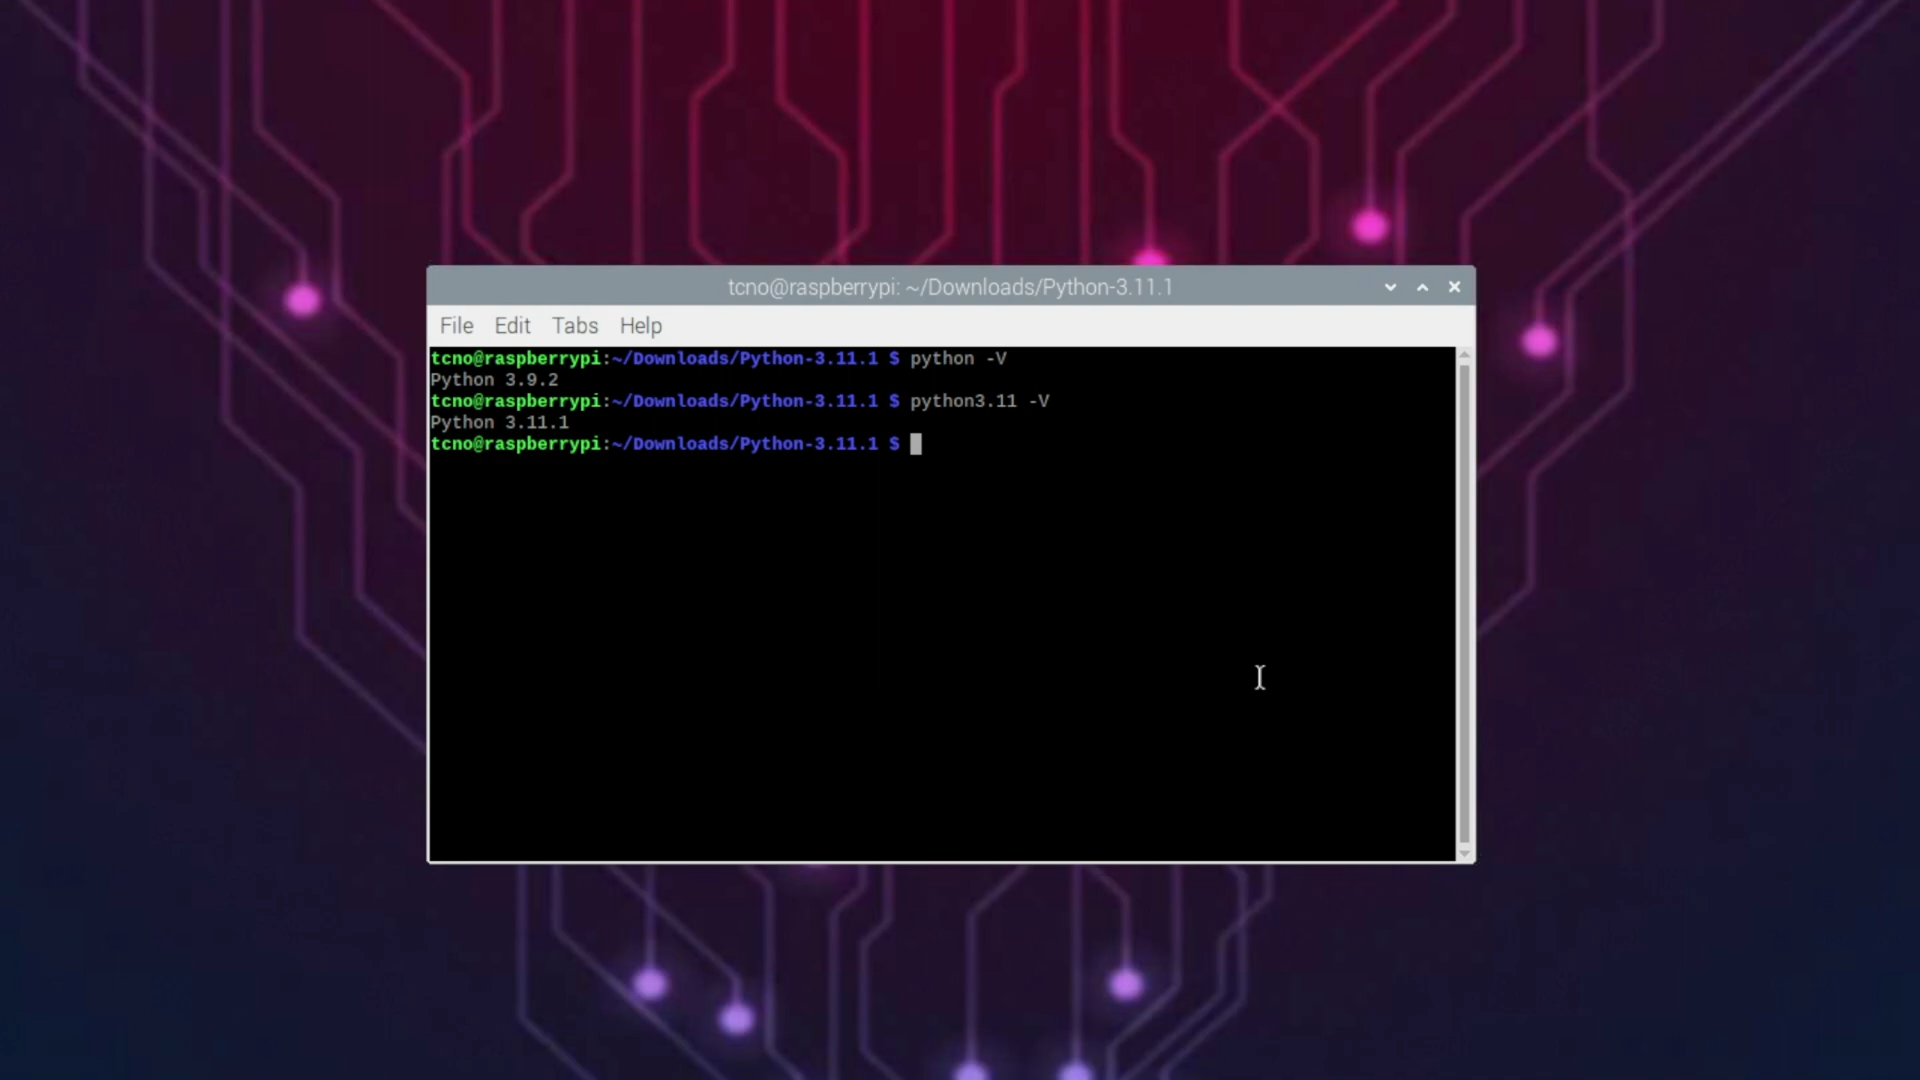 tcno@raspberrypi: ~/Downloads/Python-3.11.1
File Edit Tabs Help
tcno@raspberrypi:~/Downloads/Python-3.11.1 $ python -V
Python 3.9.2
tcno@raspberrypi:~/Downloads/Python-3.11.1 $ python3.11 -V
Python 3.11.1
tcno@raspberrypi:~/Downloads/Python-3.11.1 $